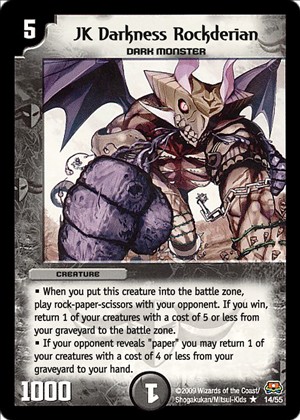 5
JK Darkness Rockderian
DARK MONSTER
CREATURE
▪ When you put this creature into the battle zone,
play rock-paper-scissors with your opponent. If you win,
return 1 of your creatures with a cost of 5 or less from
your graveyard to the battle zone.
▪ If your opponent reveals "paper" you may return 1 of
your creatures with a cost of 4 or less from your
graveyard to your hand.
1000
1
©2009 Wizards of the Coast/
Shogakukan/Mitsui-Kids ★ 14/55